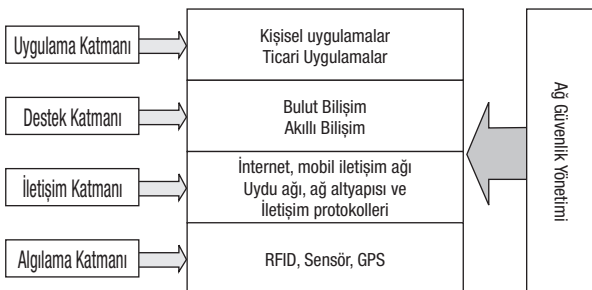 Uygulama Katmanı
Kişisel uygulamalar
Ticari Uygulamalar
Destek Katmanı
Bulut Bilişim
Akıllı Bilişim
İletişim Katmanı
İnternet, mobil iletişim ağı
Uydu ağı, ağ altyapısı ve
İletişim protokolleri
Algılama Katmanı
RFID, Sensör, GPS
Ağ Güvenlik Yönetimi